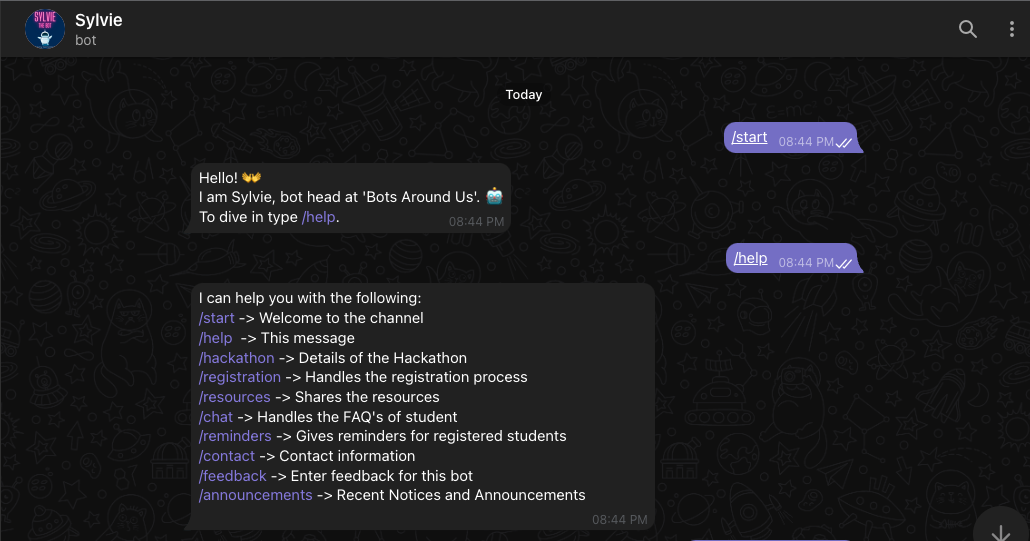 SYLVIE
THE BOT
Sylvie
bot
Today
/start 08:44 PM
Hello! 👐
I am Sylvie, bot head at 'Bots Around Us'. 🤖
To dive in type /help.
08:44 PM
/help 08:44 PM
I can help you with the following:
/start -> Welcome to the channel
/help -> This message
/hackathon -> Details of the Hackathon
/registration -> Handles the registration process
/resources -> Shares the resources
/chat -> Handles the FAQ's of student
/reminders -> Gives reminders for registered students
/contact -> Contact information
/feedback -> Enter feedback for this bot
/announcements -> Recent Notices and Announcements
08:44 PM